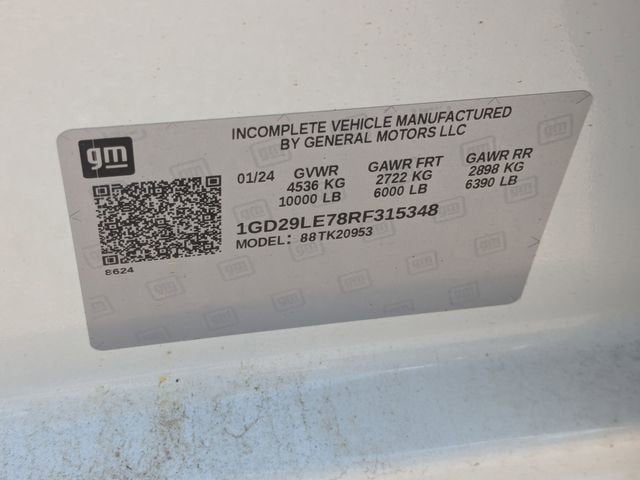 gm
INCOMPLETE VEHICLE MANUFACTURED
BY GENERAL MOTORS LLC
01/24 GVWR GAWR FRT GAWR RR
4536 KG 2722 KG 2898 KG
10000 LB 6000 LB 6390 LB
1GD29LE78RF315348
MODEL: 88TK20953
8624